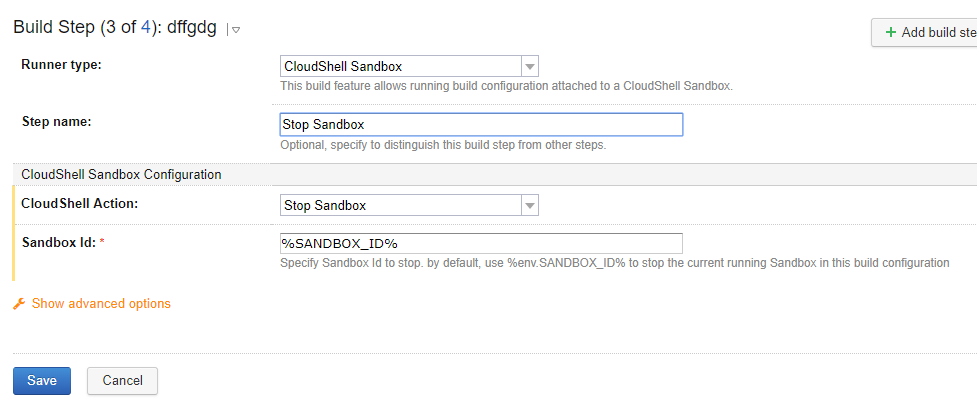 Build Step (3 of 4): dffgdg
+ Add build ste
Runner type:
CloudShell Sandbox
This build feature allows running build configuration attached to a CloudShell Sandbox.
Step name:
Stop Sandbox
Optional, specify to distinguish this build step from other steps.
CloudShell Sandbox Configuration
CloudShell Action:
Stop Sandbox
Sandbox Id: *
%SANDBOX_ID%
Specify Sandbox Id to stop. by default, use %env.SANDBOX_ID% to stop the current running Sandbox in this build configuration
Show advanced options
Save
Cancel